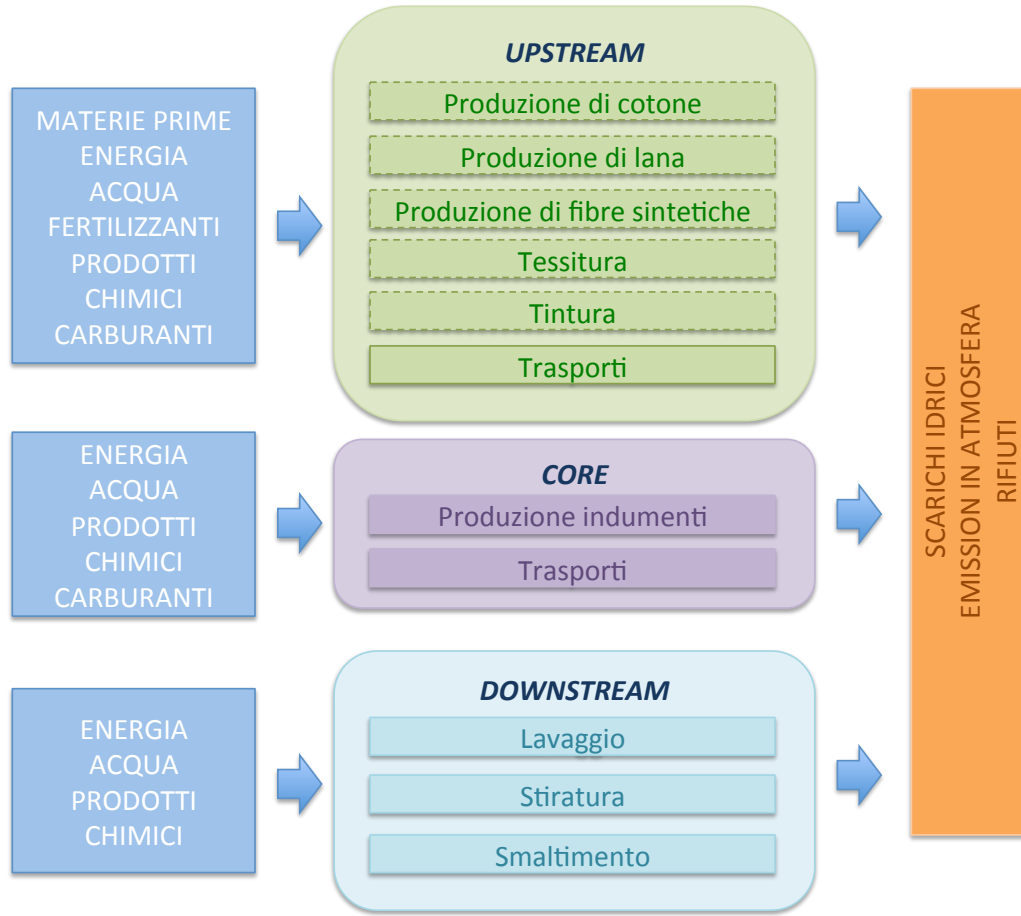 UPSTREAM
MATERIE PRIME
ENERGIA
ACQUA
FERTILIZZANTI
PRODOTTI
CHIMICI
CARBURANTI
Produzione di cotone
Produzione di lana
Produzione di fibre sintetiche
Tessitura
Tintura
Trasporti
ENERGIA
ACQUA
PRODOTTI
CHIMICI
CARBURANTI
CORE
Produzione indumenti
Trasporti
ENERGIA
ACQUA
PRODOTTI
CHIMICI
DOWNSTREAM
Lavaggio
Stiratura
Smaltimento
SCARICHI IDRICI
EMISSION IN ATMOSFERA
RIFIUTI